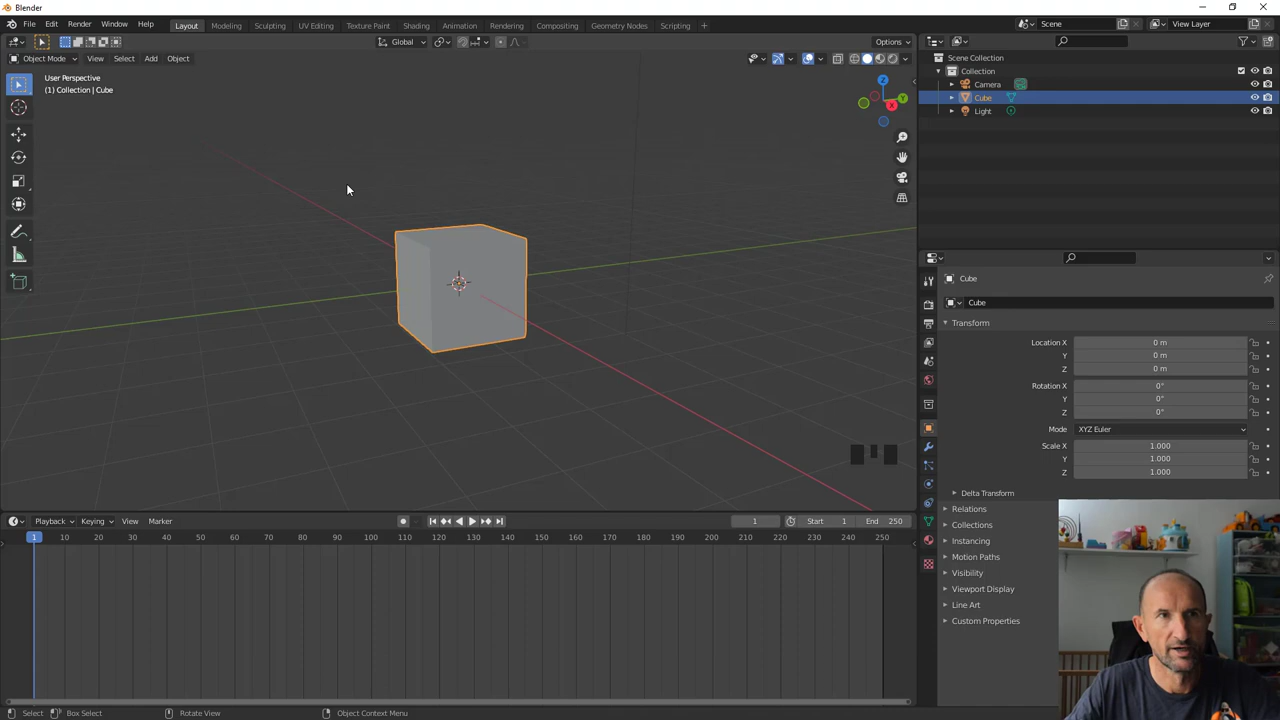 Blender
File Edit Render Window Help
Layout Modeling Sculpting UV Editing Texture Paint Shading Animation Rendering Compositing Geometry Nodes Scripting +
Scene
View Layer
Global
Options
Object Mode View Select Add Object
User Perspective
(1) Collection | Cube
Z
Y
X
Scene Collection
Collection
Camera
Cube
Light
Cube
Cube
Transform
Location X 0 m
Y 0 m
Z 0 m
Rotation X 0°
Y 0°
Z 0°
Mode XYZ Euler
Scale X 1.000
Y 1.000
Z 1.000
Delta Transform
Relations
Collections
Instancing
Motion Paths
Visibility
Viewport Display
Line Art
Custom Properties
Playback Keying View Marker
1 Start 1 End 250
1 10 20 30 40 50 60 70 80 90 100 110 120 130 140 150 160 170 180 190 200 210 220 230 240 250
Select Box Select Rotate View Object Context Menu